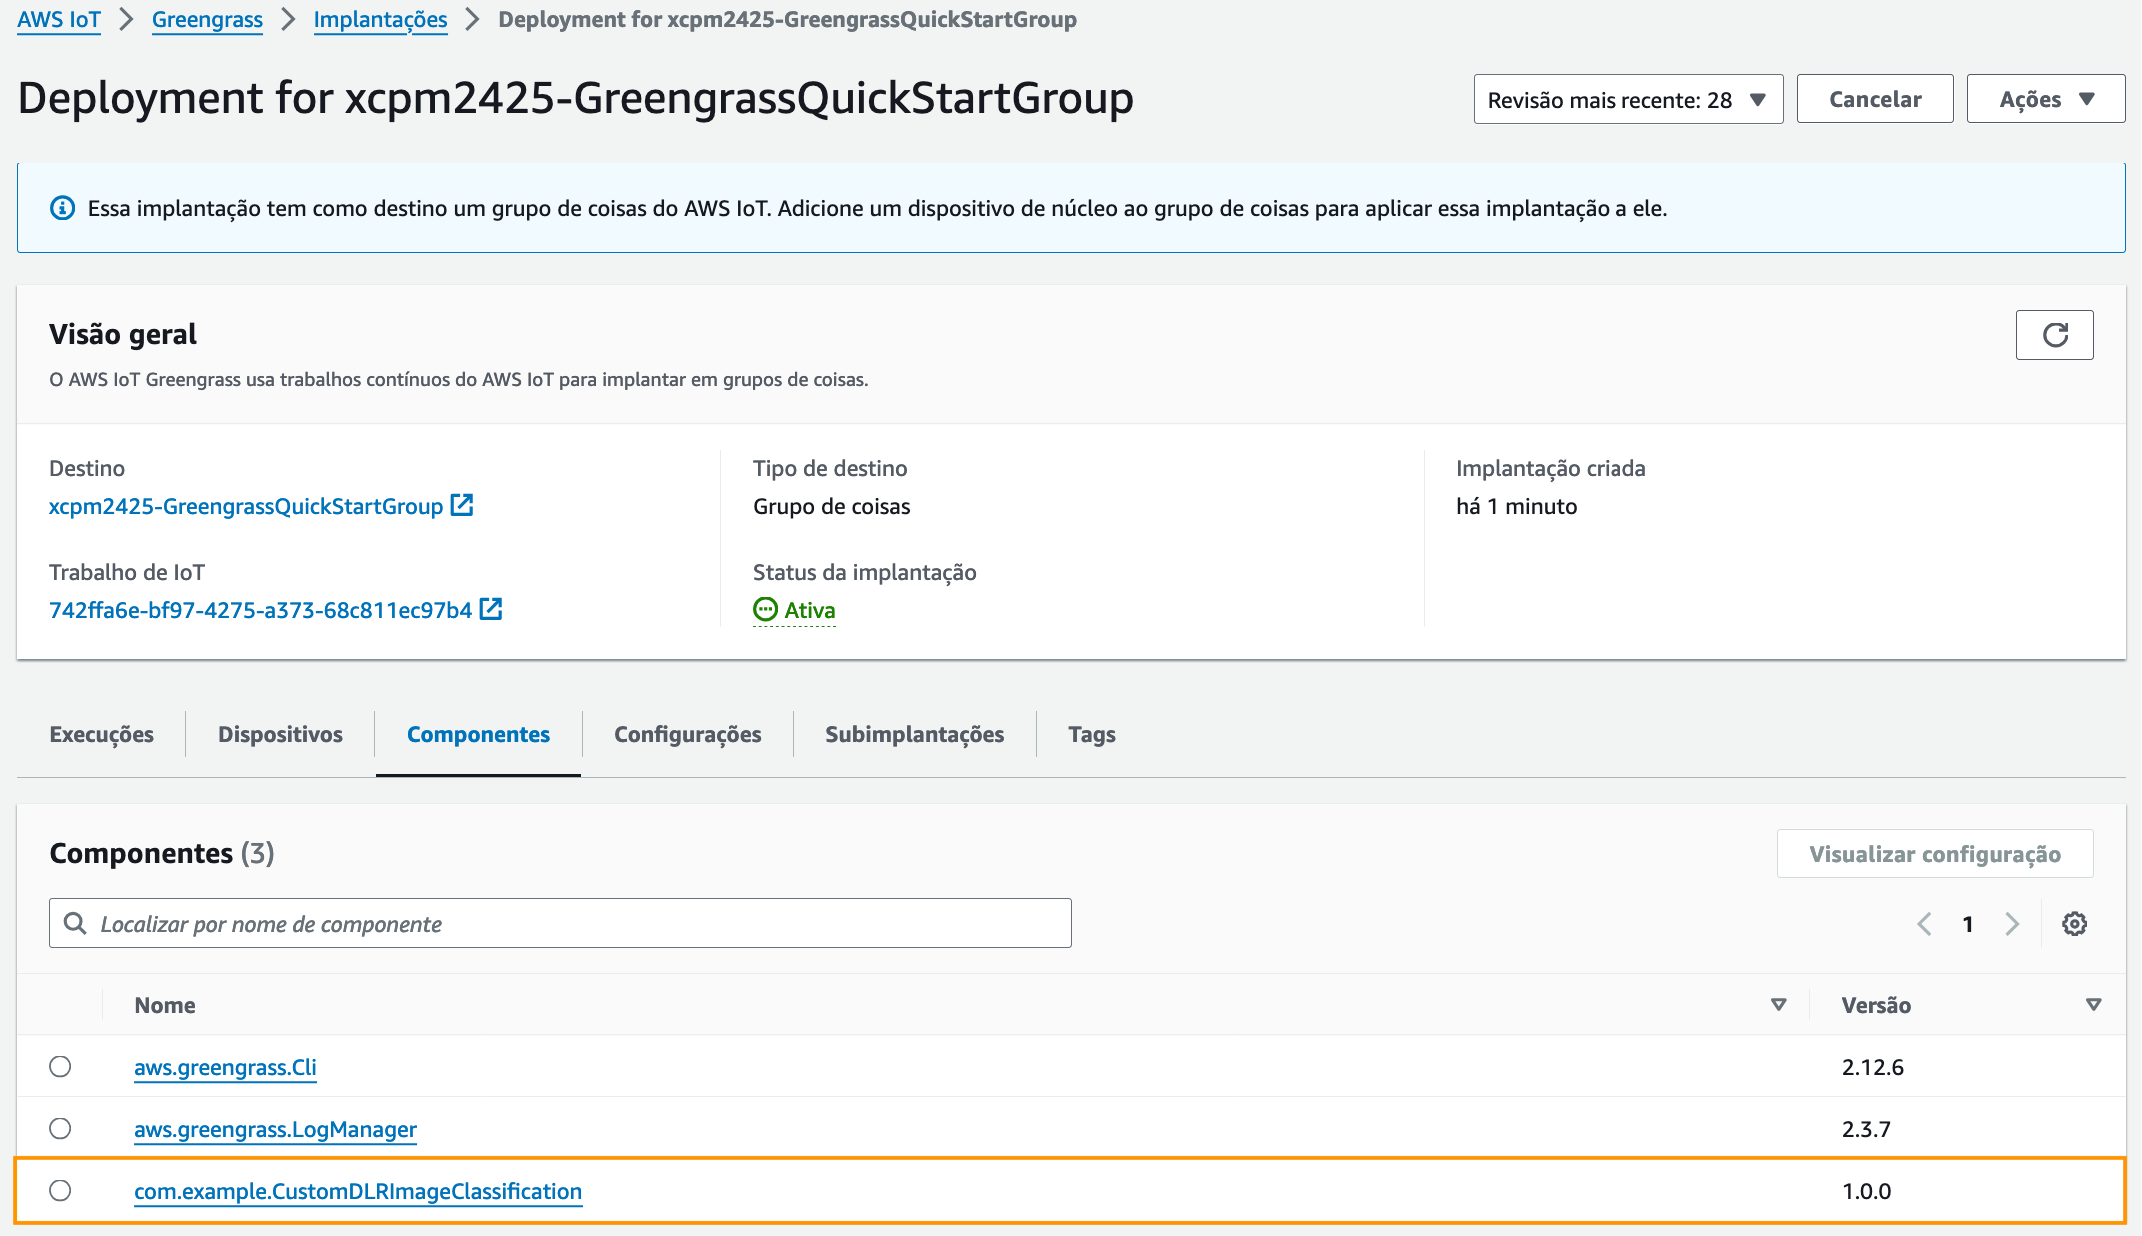 AWS IoT > Greengrass > Implantações > Deployment for xcpm2425-GreengrassQuickStartGroup
Deployment for xcpm2425-GreengrassQuickStartGroup
Revisão mais recente: 28
Cancelar
Ações
Essa implantação tem como destino um grupo de coisas do AWS IoT. Adicione um dispositivo de núcleo ao grupo de coisas para aplicar essa implantação a ele.
Visão geral
O AWS IoT Greengrass usa trabalhos contínuos do AWS IoT para implantar em grupos de coisas.
Destino
xcpm2425-GreengrassQuickStartGroup
Trabalho de IoT
742ffa6e-bf97-4275-a373-68c811ec97b4
Tipo de destino
Grupo de coisas
Status da implantação
Ativa
Implantação criada
há 1 minuto
Execuções
Dispositivos
Componentes
Configurações
Subimplantações
Tags
Componentes (3)
Visualizar configuração
Localizar por nome de componente
1
Nome
Versão
aws.greengrass.Cli
2.12.6
aws.greengrass.LogManager
2.3.7
com.example.CustomDLRImageClassification
1.0.0